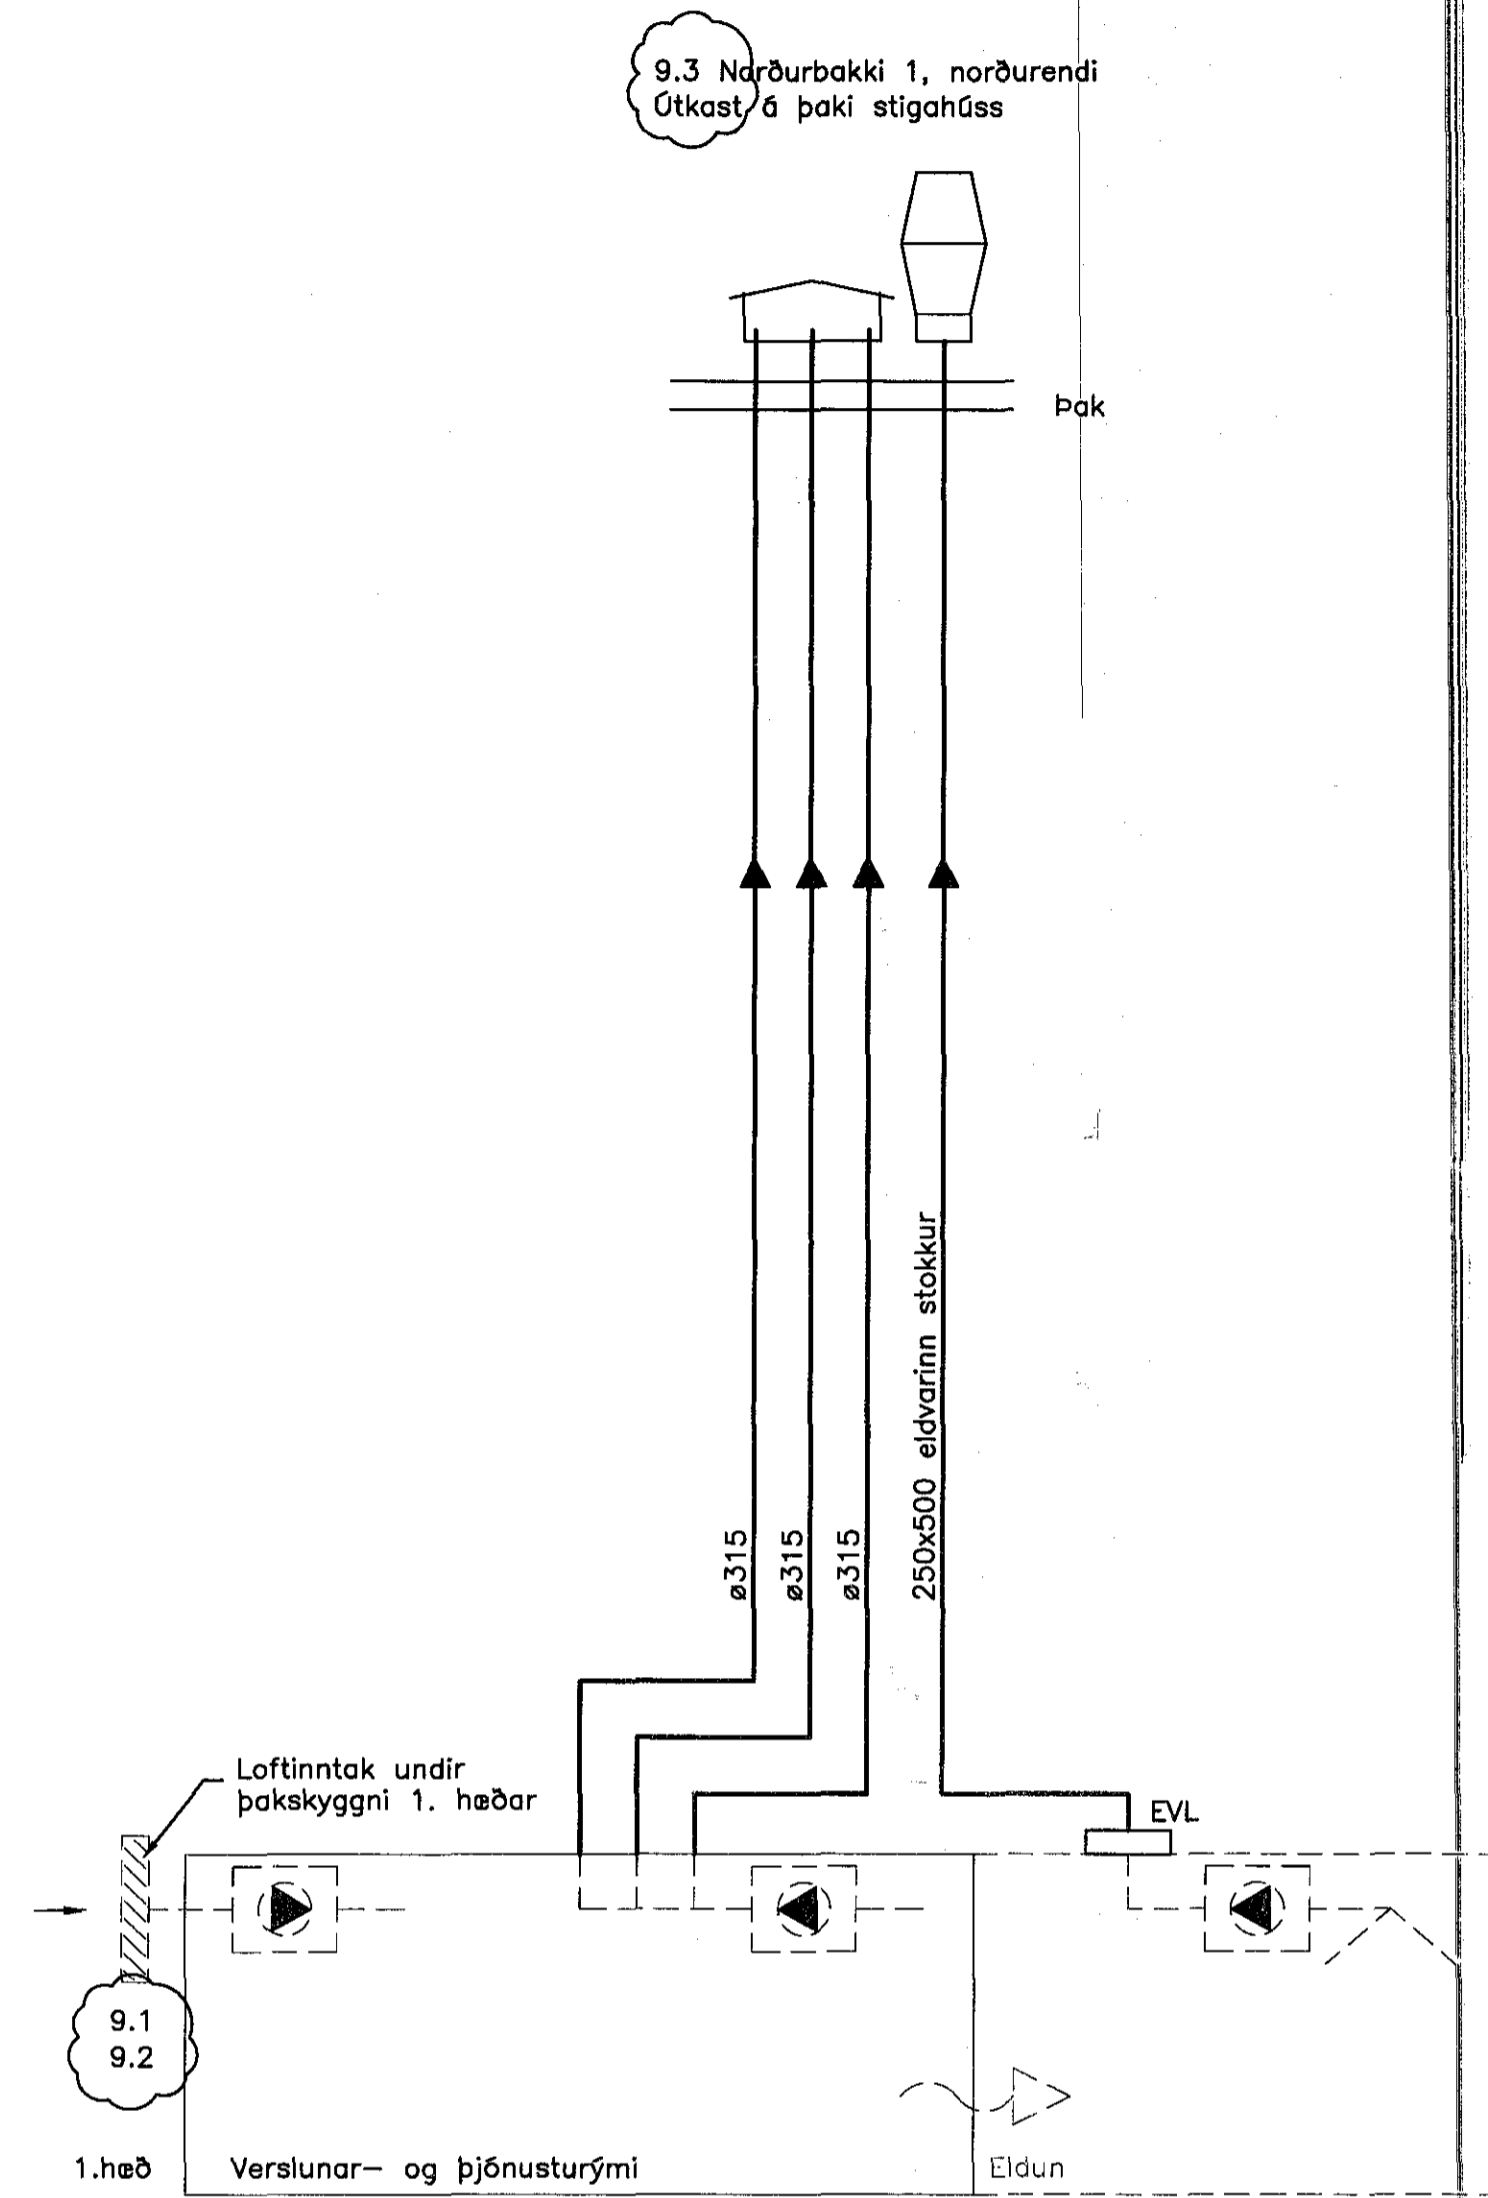 9.3 Norðurbakki 1, norðurendi
Útkast á þaki stigahúss
Þak
250x500 eldvarinn stokkur
ø315
ø315
ø315
Loftinntak undir
þakskyggni 1. hæðar
EVL
9.1
9.2
1.hæð
Verslunar– og þjónusturými
Eldun